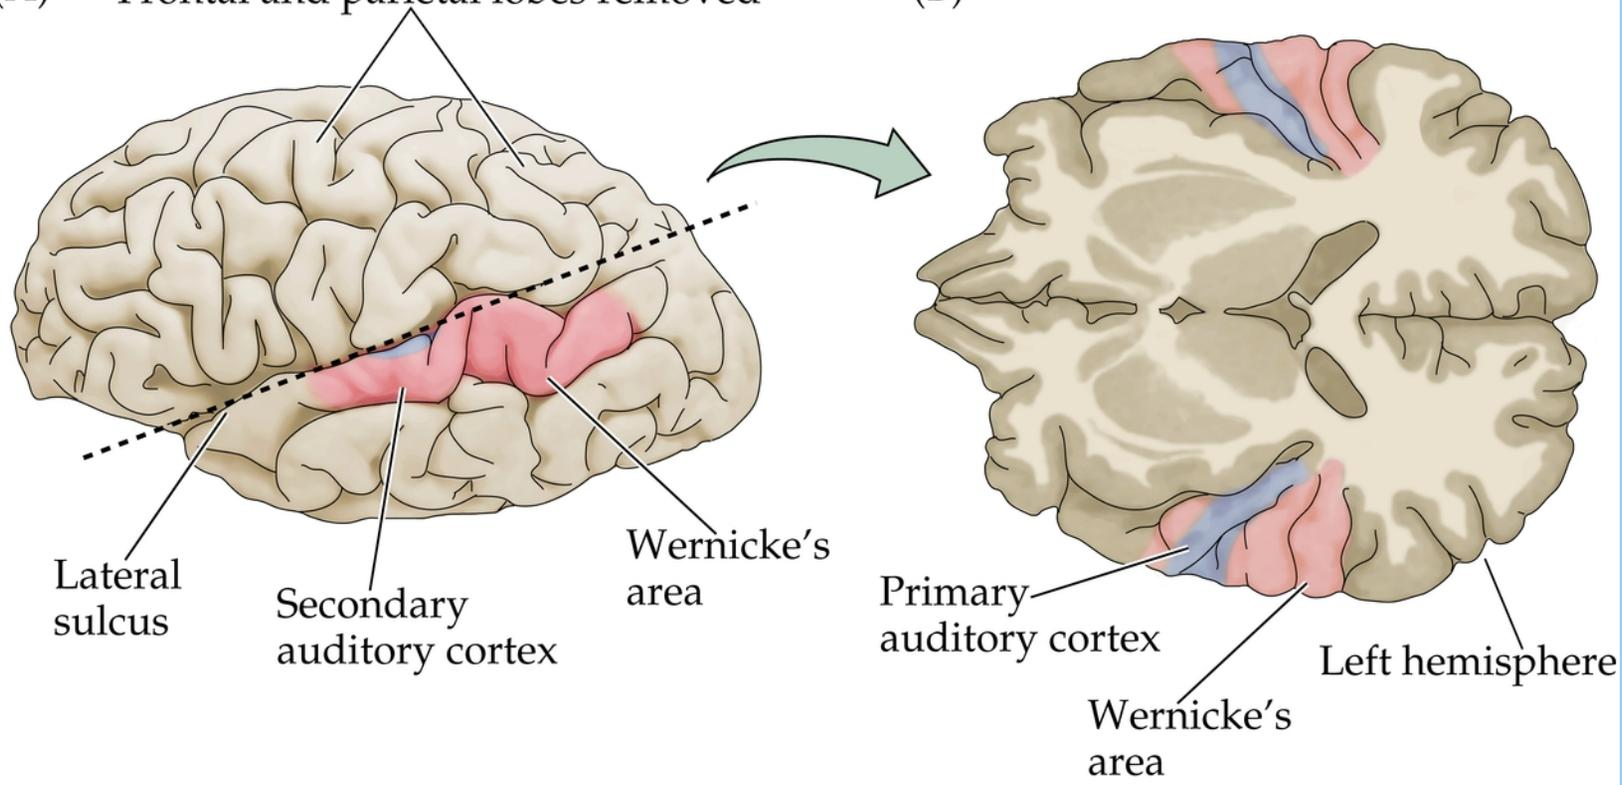 (A) Frontal and parietal lobes removed
(B)
Lateral
sulcus
Secondary
auditory cortex
Wernicke's
area
Primary
auditory cortex
Wernicke's
area
Left hemisphere